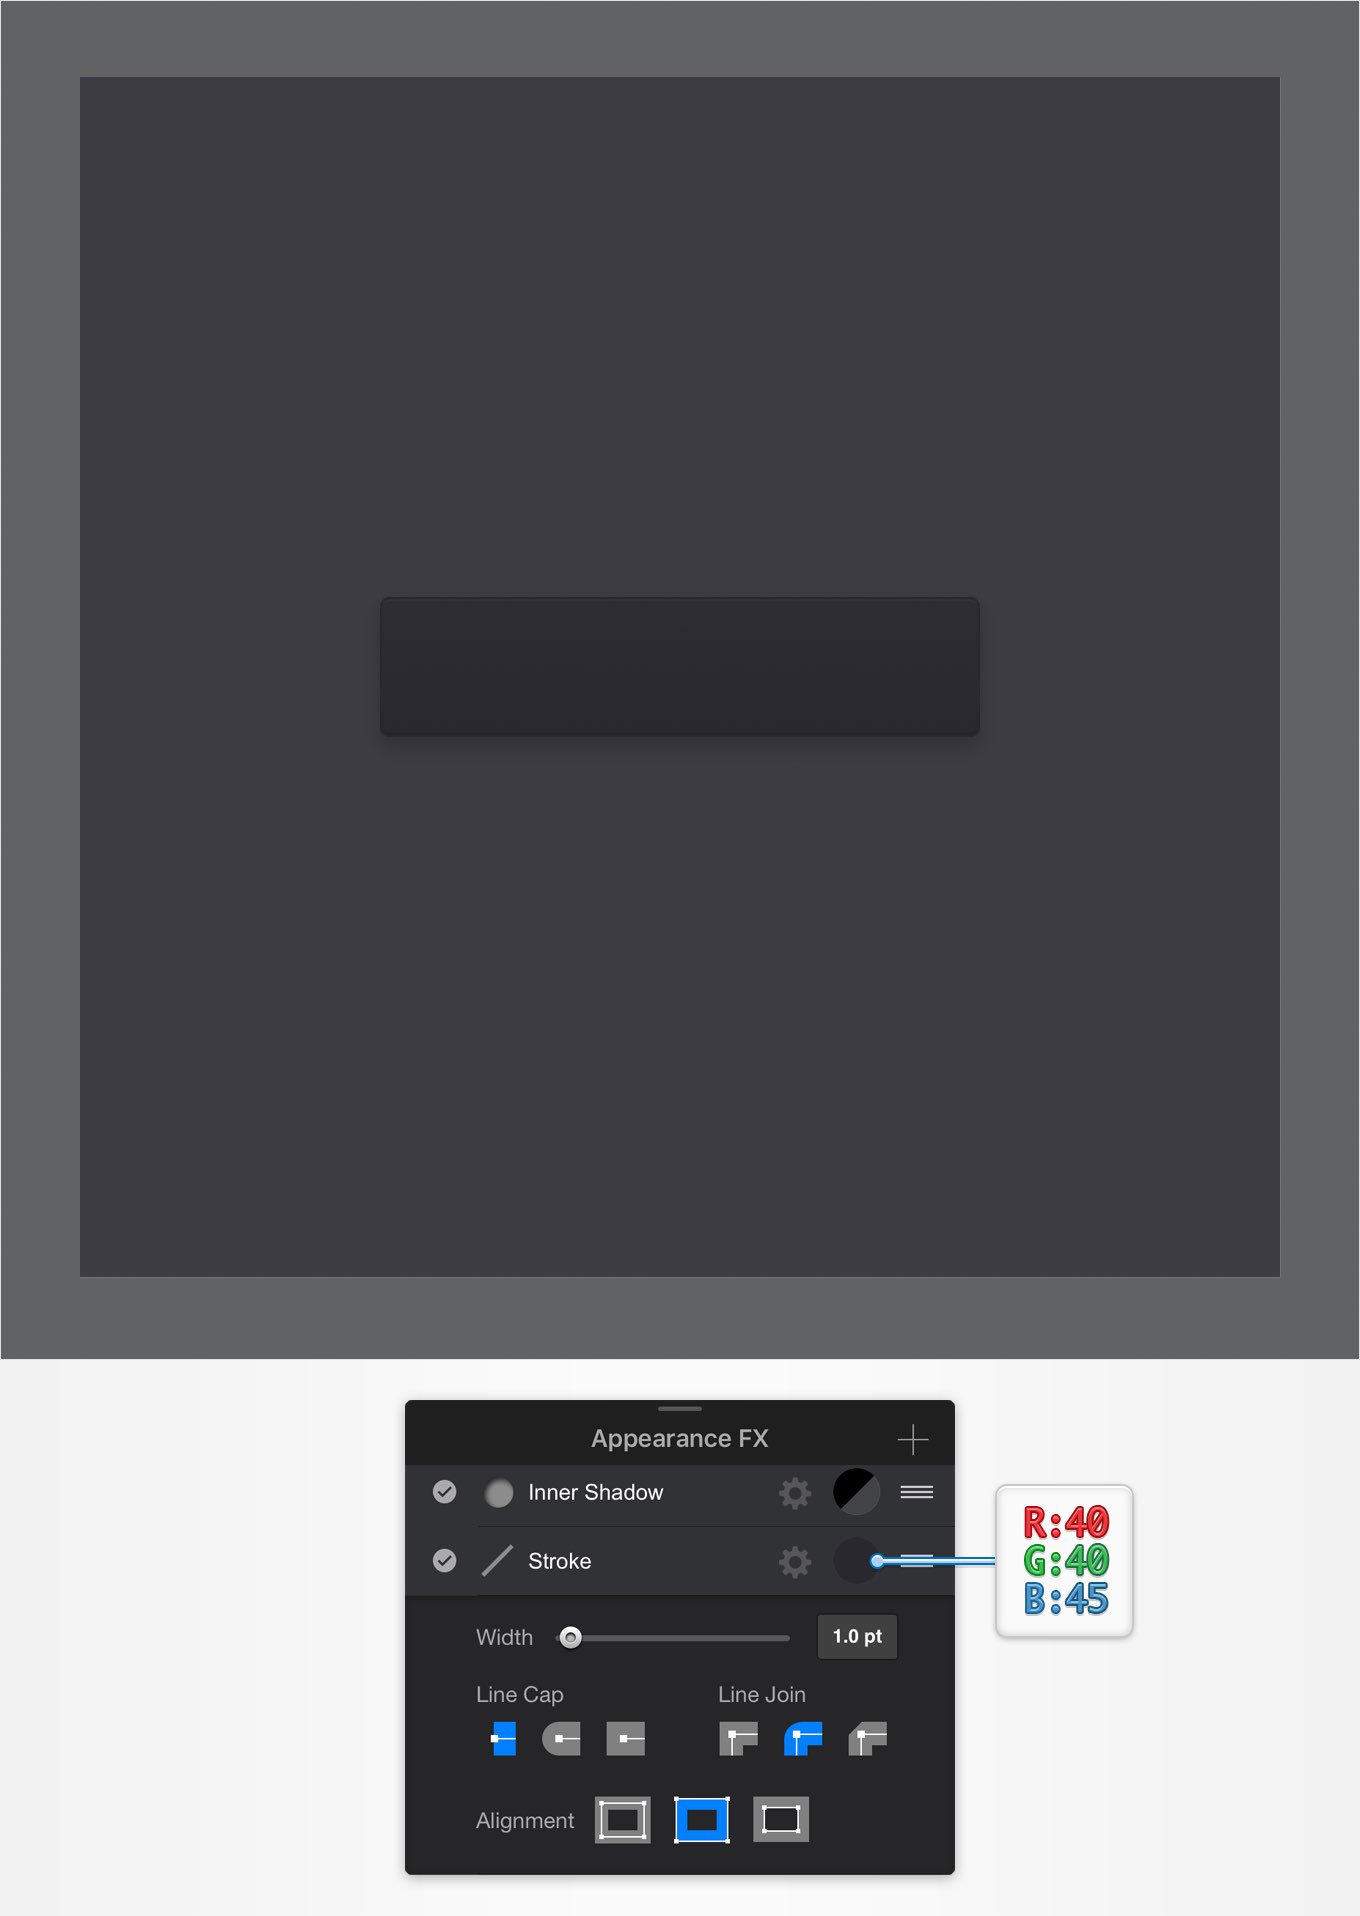 Appearance FX
Inner Shadow
Stroke
R:40
G:40
B:45
Width 1.0 pt
Line Cap Line Join
Alignment